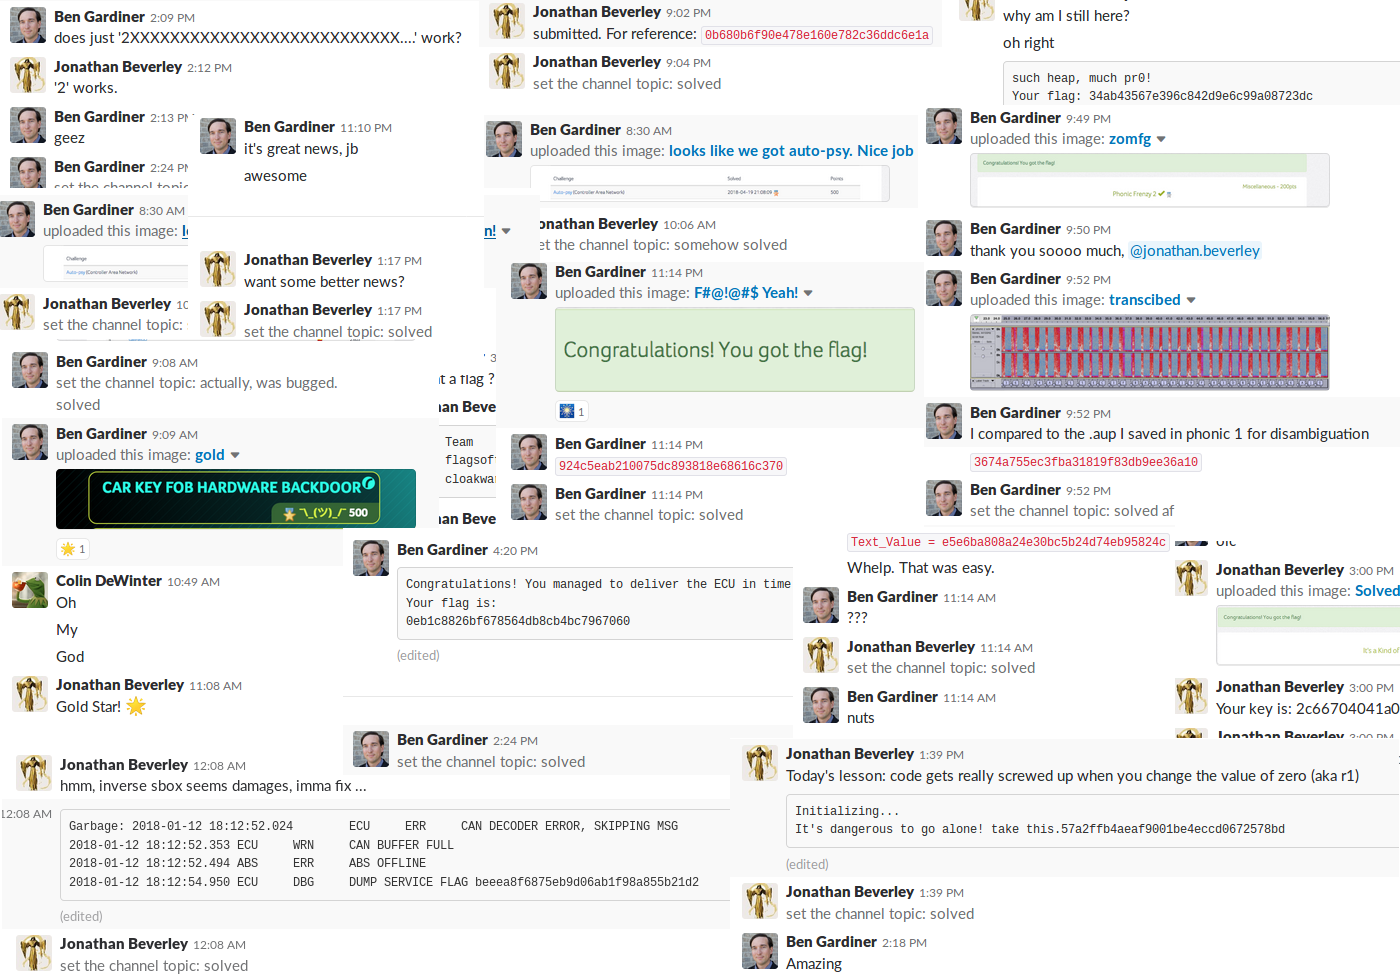 Ben Gardiner 2:09 PM
does just '2XXXXXXXXXXXXXXXXXXXXXXXXXXX....' work?
Jonathan Beverley 2:12 PM
'2' works.
Ben Gardiner 2:13 PM
geez
Ben Gardiner 2:24 PM
set the channel topic
Ben Gardiner 11:10 PM
it's great news, jb
awesome
Ben Gardiner 8:30 AM
uploaded this image:
Challenge
Auto-psy (Controller Area Network)
Jonathan Beverley 10
set the channel topic:
n!
Jonathan Beverley 1:17 PM
want some better news?
Jonathan Beverley 1:17 PM
set the channel topic: solved
Ben Gardiner 9:08 AM
set the channel topic: actually, was bugged.
solved
Ben Gardiner 9:09 AM
uploaded this image: gold
CAR KEY FOB HARDWARE BACKDOOR
¯\_(ツ)_/¯ 500
1
Colin DeWinter 10:49 AM
Oh
My
God
Jonathan Beverley 11:08 AM
Gold Star!
Jonathan Beverley 9:02 PM
submitted. For reference: 0b680b6f90e478e160e782c36ddc6e1a
Jonathan Beverley 9:04 PM
set the channel topic: solved
Ben Gardiner 8:30 AM
uploaded this image: looks like we got auto-psy. Nice job
Challenge Solved Points
Auto-psy (Controller Area Network) 2018-04-19 21:08:09 500
onathan Beverley 10:06 AM
et the channel topic: somehow solved
Ben Gardiner 11:14 PM
uploaded this image: F#@!@#$ Yeah!
Congratulations! You got the flag!
1
Ben Gardiner 11:14 PM
924c5eab210075dc893818e68616c370
Ben Gardiner 11:14 PM
set the channel topic: solved
t a flag ?
an Beve
Team
flagsof
cloakwa
an Beve
why am I still here?
oh right
such heap, much pr0!
Your flag: 34ab43567e396c842d9e6c99a08723dc
Ben Gardiner 9:49 PM
uploaded this image: zomfg
Congratulations! You got the flag!
Miscellaneous - 200pts
Phonic Frenzy 2
Ben Gardiner 9:50 PM
thank you soooo much, @jonathan.beverley
Ben Gardiner 9:52 PM
uploaded this image: transcibed
Ben Gardiner 9:52 PM
I compared to the .aup I saved in phonic 1 for disambiguation
3674a755ec3fba31819f83db9ee36a10
Ben Gardiner 9:52 PM
set the channel topic: solved af
Ben Gardiner 4:20 PM
Congratulations! You managed to deliver the ECU in time
Your flag is:
0eb1c8826bf678564db8cb4bc7967060
(edited)
Ben Gardiner 2:24 PM
set the channel topic: solved
Text_Value = e5e6ba808a24e30bc5b24d74eb95824c
Whelp. That was easy.
Ben Gardiner 11:14 AM
???
Jonathan Beverley 11:14 AM
set the channel topic: solved
Ben Gardiner 11:14 AM
nuts
Jonathan Beverley 3:00 PM
uploaded this image: Solved
Congratulations! You got the flag!
It's a Kind of
Jonathan Beverley 3:00 PM
Your key is: 2c66704041a0
Jonathan Beverley 3:00 PM
Jonathan Beverley 12:08 AM
hmm, inverse sbox seems damages, imma fix ...
12:08 AM
Garbage: 2018-01-12 18:12:52.024 ECU ERR CAN DECODER ERROR, SKIPPING MSG
2018-01-12 18:12:52.353 ECU WRN CAN BUFFER FULL
2018-01-12 18:12:52.494 ABS ERR ABS OFFLINE
2018-01-12 18:12:54.950 ECU DBG DUMP SERVICE FLAG beeea8f6875eb9d06ab1f98a855b21d2
(edited)
Jonathan Beverley 12:08 AM
set the channel topic: solved
Jonathan Beverley 1:39 PM
Today's lesson: code gets really screwed up when you change the value of zero (aka r1)
Initializing...
It's dangerous to go alone! take this.57a2ffb4aeaf9001be4eccd0672578bd
(edited)
Jonathan Beverley 1:39 PM
set the channel topic: solved
Ben Gardiner 2:18 PM
Amazing